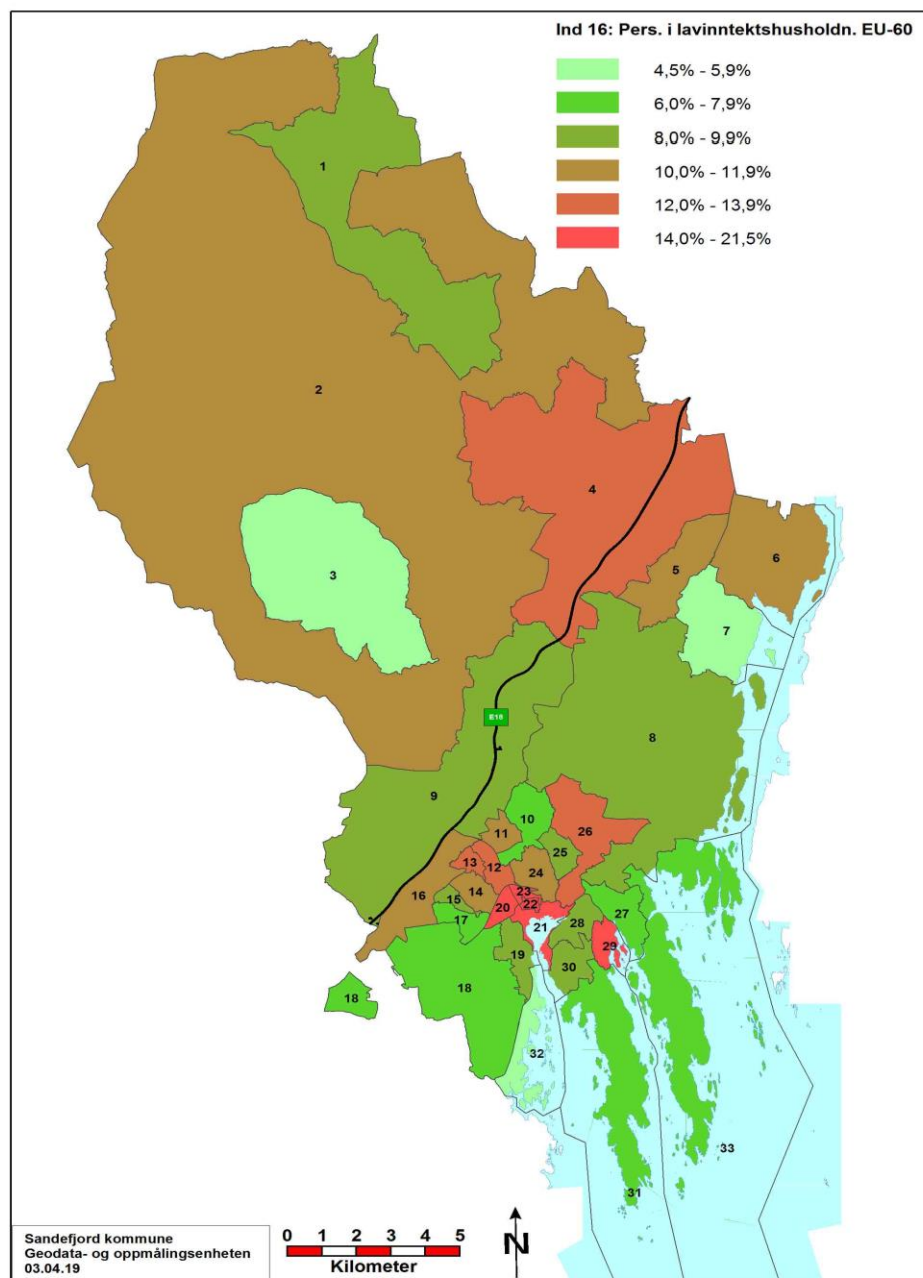 Ind 16: Pers. i lavinntektshusholdn. EU-60
4,5% - 5,9%
6,0% - 7,9%
8,0% - 9,9%
10,0% - 11,9%
12,0% - 13,9%
14,0% - 21,5%
1
2
3
4
5
6
7
E18
8
9
10
11
26
25
13
12
24
16
15
14
23
20
22
27
17
21
28
19
29
30
18
18
32
33
31
Sandefjord kommune
Geodata- og oppmålingsenheten
03.04.19
0 1 2 3 4 5
Kilometer
N